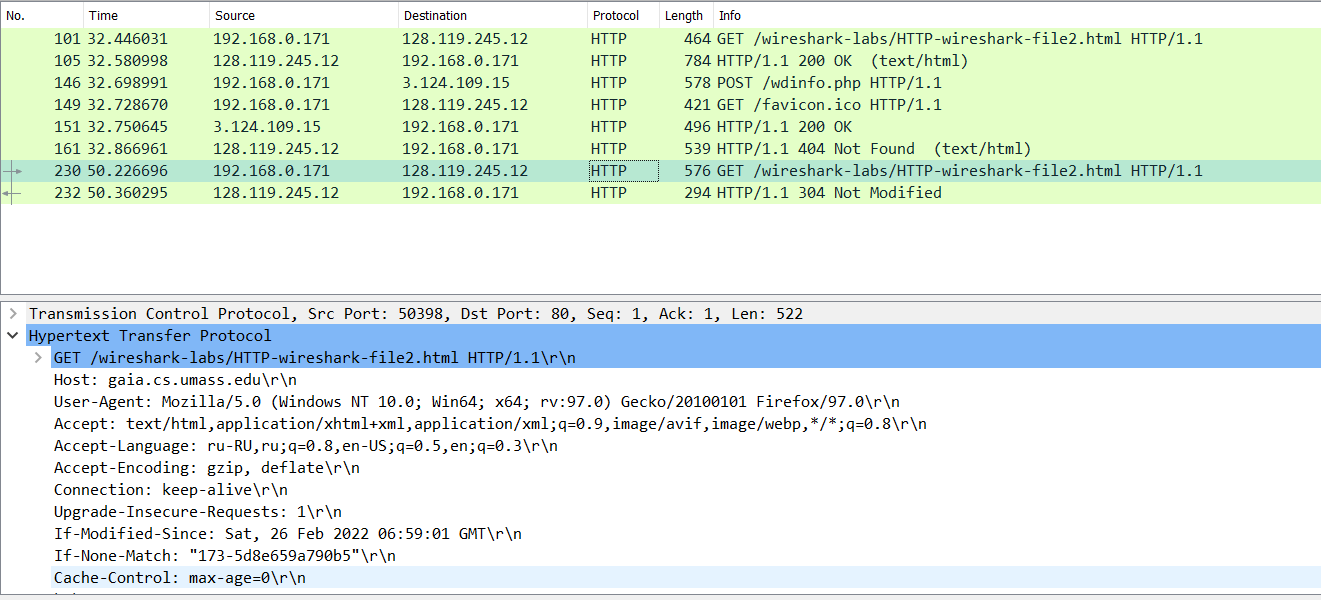 No. Time Source Destination Protocol Length Info
101 32.446031 192.168.0.171 128.119.245.12 HTTP 464 GET /wireshark-labs/HTTP-wireshark-file2.html HTTP/1.1
105 32.580998 128.119.245.12 192.168.0.171 HTTP 784 HTTP/1.1 200 OK (text/html)
146 32.698991 192.168.0.171 3.124.109.15 HTTP 578 POST /wdinfo.php HTTP/1.1
149 32.728670 192.168.0.171 128.119.245.12 HTTP 421 GET /favicon.ico HTTP/1.1
151 32.750645 3.124.109.15 192.168.0.171 HTTP 496 HTTP/1.1 200 OK
161 32.866961 128.119.245.12 192.168.0.171 HTTP 539 HTTP/1.1 404 Not Found (text/html)
230 50.226696 192.168.0.171 128.119.245.12 HTTP 576 GET /wireshark-labs/HTTP-wireshark-file2.html HTTP/1.1
232 50.360295 128.119.245.12 192.168.0.171 HTTP 294 HTTP/1.1 304 Not Modified
Transmission Control Protocol, Src Port: 50398, Dst Port: 80, Seq: 1, Ack: 1, Len: 522
Hypertext Transfer Protocol
GET /wireshark-labs/HTTP-wireshark-file2.html HTTP/1.1\r\n
Host: gaia.cs.umass.edu\r\n
User-Agent: Mozilla/5.0 (Windows NT 10.0; Win64; x64; rv:97.0) Gecko/20100101 Firefox/97.0\r\n
Accept: text/html,application/xhtml+xml,application/xml;q=0.9,image/avif,image/webp,*/*;q=0.8\r\n
Accept-Language: ru-RU,ru;q=0.8,en-US;q=0.5,en;q=0.3\r\n
Accept-Encoding: gzip, deflate\r\n
Connection: keep-alive\r\n
Upgrade-Insecure-Requests: 1\r\n
If-Modified-Since: Sat, 26 Feb 2022 06:59:01 GMT\r\n
If-None-Match: "173-5d8e659a790b5"\r\n
Cache-Control: max-age=0\r\n